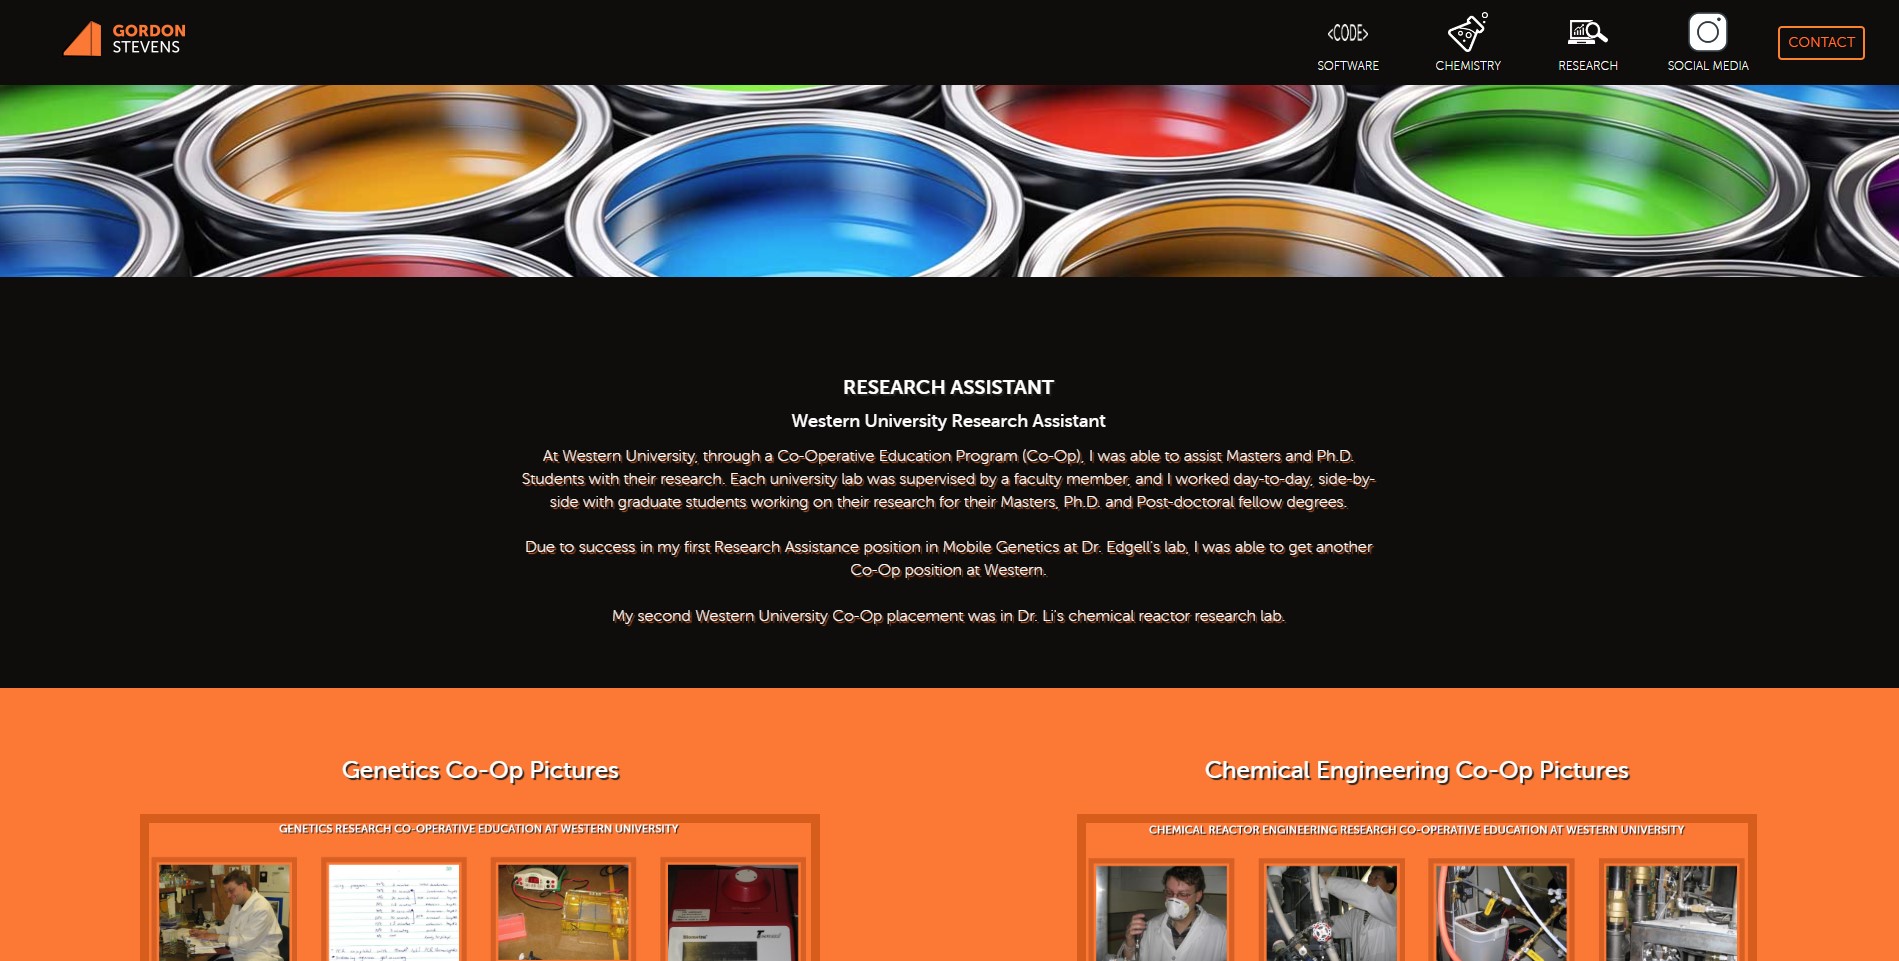 GORDON
STEVENS
<CODE>
SOFTWARE
CHEMISTRY
RESEARCH
SOCIAL MEDIA
CONTACT
RESEARCH ASSISTANT
Western University Research Assistant
At Western University, through a Co-Operative Education Program (Co-Op), I was able to assist Masters and Ph.D.
Students with their research. Each university lab was supervised by a faculty member, and I worked day-to-day, side-by-
side with graduate students working on their research for their Masters, Ph.D. and Post-doctoral fellow degrees.
Due to success in my first Research Assistance position in Mobile Genetics at Dr. Edgell's lab, I was able to get another
Co-Op position at Western.
My second Western University Co-Op placement was in Dr. Li's chemical reactor research lab.
Genetics Co-Op Pictures
Chemical Engineering Co-Op Pictures
GENETICS RESEARCH CO-OPERATIVE EDUCATION AT WESTERN UNIVERSITY
CHEMICAL REACTOR ENGINEERING RESEARCH CO-OPERATIVE EDUCATION AT WESTERN UNIVERSITY